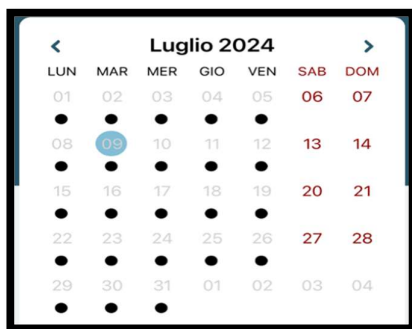 Luglio 2024
LUN MAR MER GIO VEN SAB DOM
01 02 03 04 05 06 07
08 09 10 11 12 13 14
15 16 17 18 19 20 21
22 23 24 25 26 27 28
29 30 31 01 02 03 04